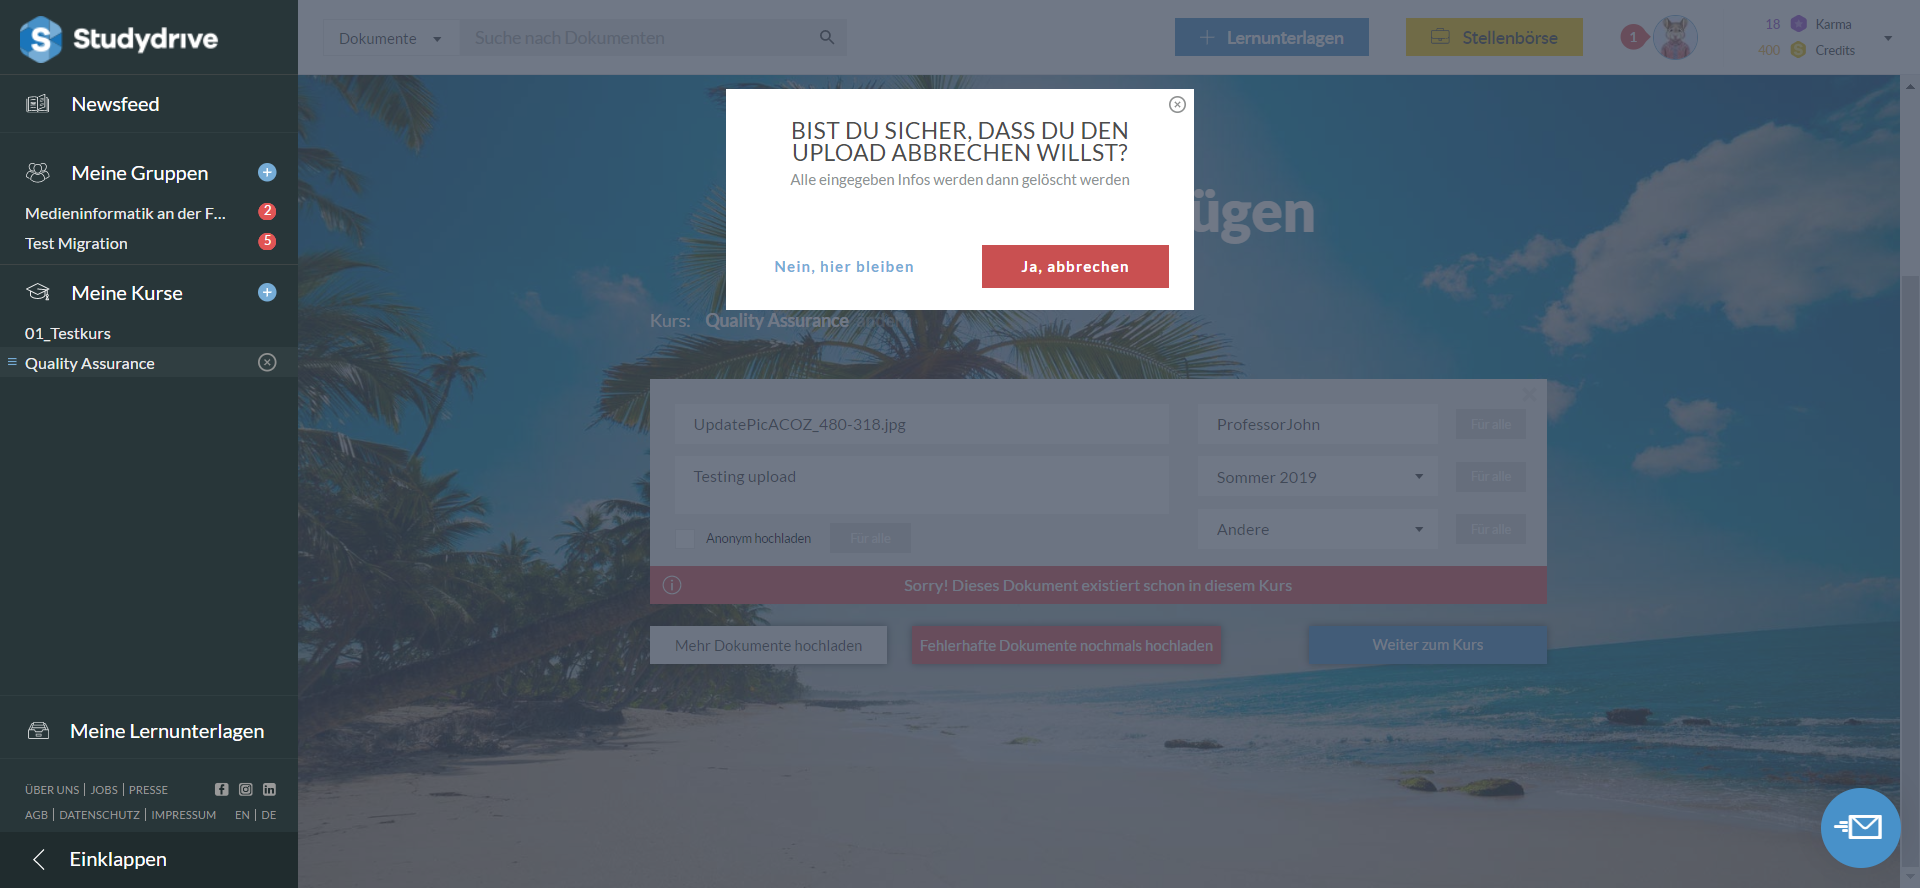 Studydrive
Dokumente
Suche nach Dokumenten
Lernunterlagen
Stellenbörse
1
18 Karma
400 Credits
Newsfeed
Meine Gruppen
Medieninformatik an der F... 2
Test Migration 5
Meine Kurse
01_Testkurs
Quality Assurance
Meine Lernunterlagen
ÜBER UNS | JOBS | PRESSE
AGB | DATENSCHUTZ | IMPRESSUM EN | DE
Einklappen
BIST DU SICHER, DASS DU DEN
UPLOAD ABBRECHEN WILLST?
Alle eingegeben Infos werden dann gelöscht werden
Nein, hier bleiben
Ja, abbrechen
ügen
Kurs: Quality Assurance
UpdatePicACOZ_480-318.jpg
ProfessorJohn
Für alle
Testing upload
Sommer 2019
Für alle
Andere
Für alle
Anonym hochladen
Für alle
Sorry! Dieses Dokument existiert schon in diesem Kurs
Mehr Dokumente hochladen
Fehlerhafte Dokumente nochmals hochladen
Weiter zum Kurs